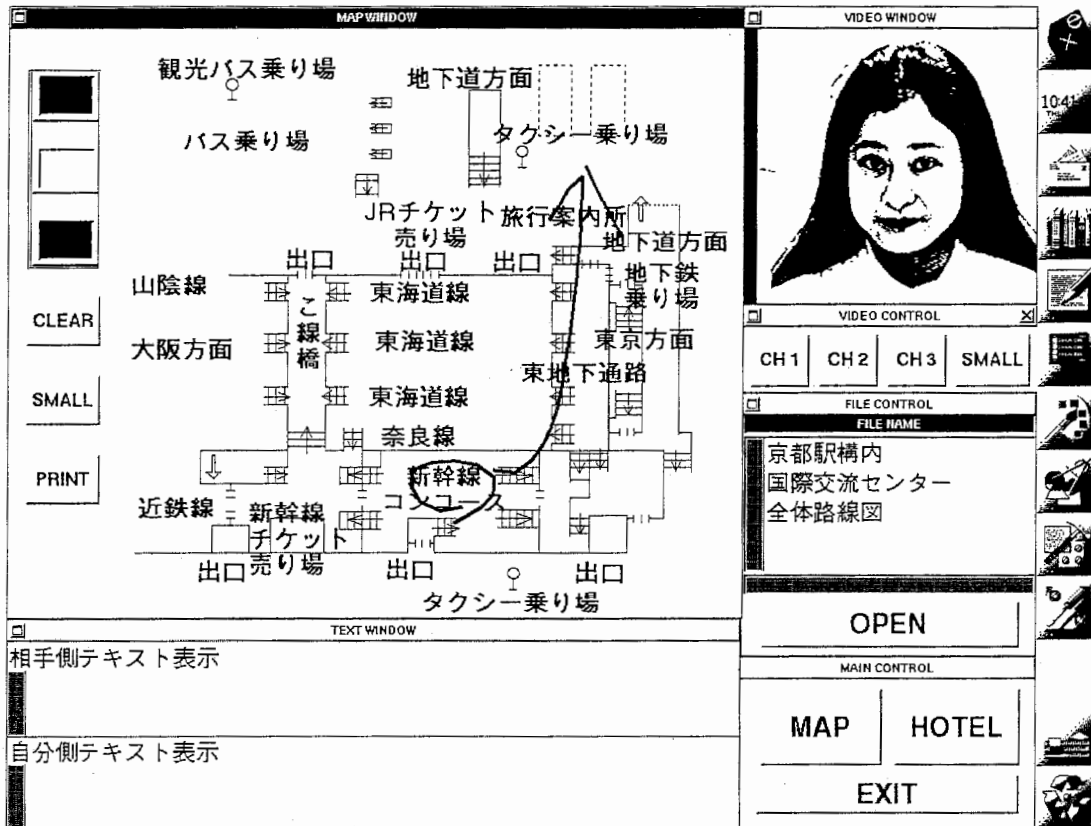 MAP WINDOW
観光バス乗り場
地下道方面
バス乗り場
タクシー乗り場
JRチケット
売り場
旅行案内所
地下道方面
出口
出口
出口
地下鉄
乗り場
山陰線
こ線橋
東海道線
大阪方面
東海道線
東京方面
東地下通路
東海道線
奈良線
新幹線
コンコース
近鉄線
新幹線
チケット
売り場
出口
出口
出口
タクシー乗り場
CLEAR
SMALL
PRINT
TEXT WINDOW
相手側テキスト表示
自分側テキスト表示
VIDEO WINDOW
VIDEO CONTROL
CH 1 CH 2 CH 3 SMALL
FILE CONTROL
FILE NAME
京都駅構内
国際交流センター
全体路線図
OPEN
MAIN CONTROL
MAP HOTEL
EXIT